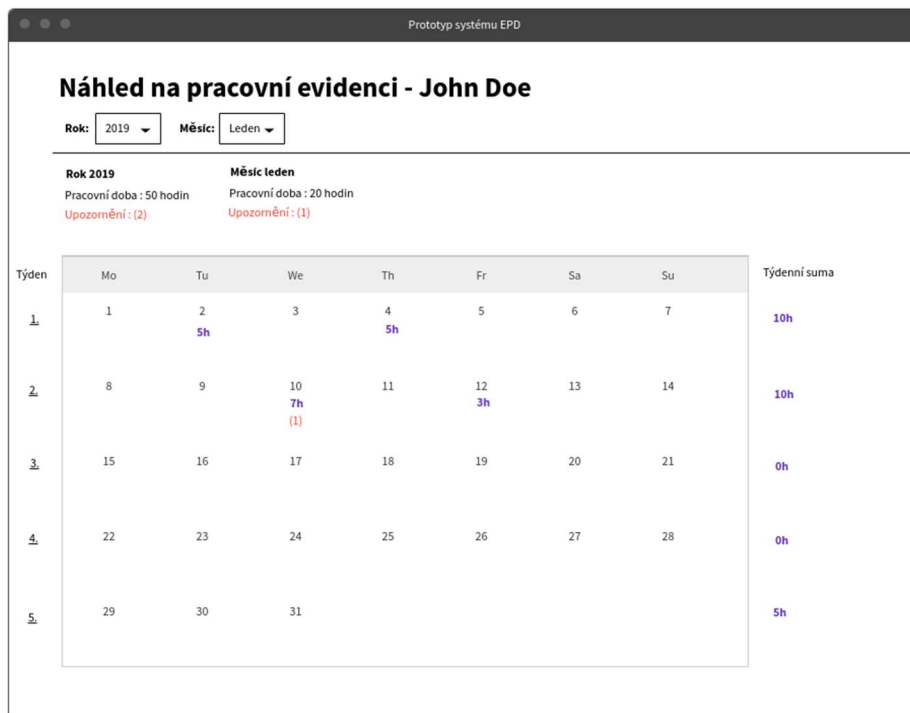 Prototyp systému EPD
Náhled na pracovní evidenci - John Doe
Rok: 2019 Měsíc: Leden
Rok 2019 Měsíc leden
Pracovní doba : 50 hodin Pracovní doba : 20 hodin
Upozornění : (2) Upozornění : (1)
Týden Mo Tu We Th Fr Sa Su Týdenní suma
1 2 3 4 5 6 7
1. 5h 5h 10h
8 9 10 11 12 13 14
2. 7h 3h 10h
(1)
3. 15 16 17 18 19 20 21 0h
4. 22 23 24 25 26 27 28 0h
5. 29 30 31 5h